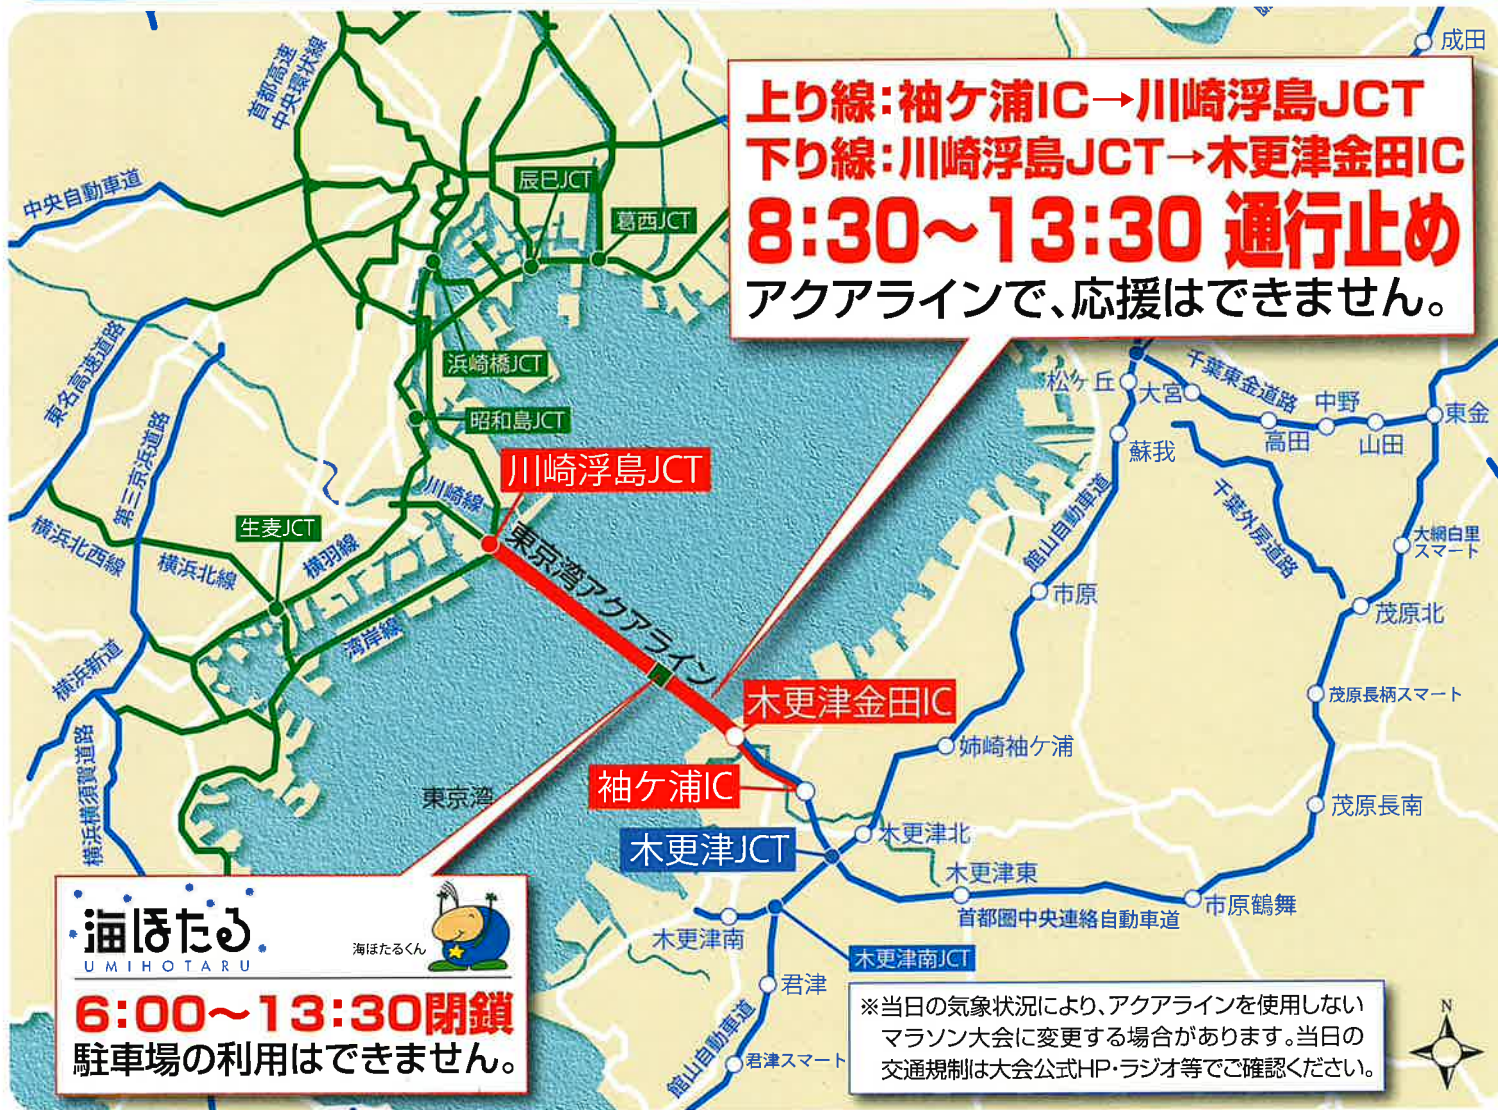 成田
上り線：袖ケ浦IC→川崎浮島JCT
下り線：川崎浮島JCT→木更津金田IC
8：30～13：30 通行止め
アクアラインで、応援はできません。
首都高速
中央環状線
中央自動車道
辰巳JCT
葛西JCT
浜崎橋JCT
昭和島JCT
東名高速道路
第三京浜道路
川崎浮島JCT
川崎線
生麦JCT
横浜北西線
横浜北線
横羽線
湾岸線
東京湾アクアライン
横浜新道
横浜横須賀道路
東京湾
松ケ丘
大宮
千葉東金道路
中野
高田
山田
東金
蘇我
千葉外房道路
館山自動車道
大網白里
スマート
市原
茂原北
茂原長柄スマート
木更津金田IC
姉崎袖ケ浦
袖ケ浦IC
茂原長南
木更津JCT
木更津北
木更津東
首都圏中央連絡自動車道
市原鶴舞
木更津南
木更津南JCT
君津
館山自動車道
君津スマート
海ほたる
UMIHOTARU
海ほたるくん
6：00～13：30閉鎖
駐車場の利用はできません。
※当日の気象状況により、アクアラインを使用しない
マラソン大会に変更する場合があります。当日の
交通規制は大会公式HP・ラジオ等でご確認ください。
N